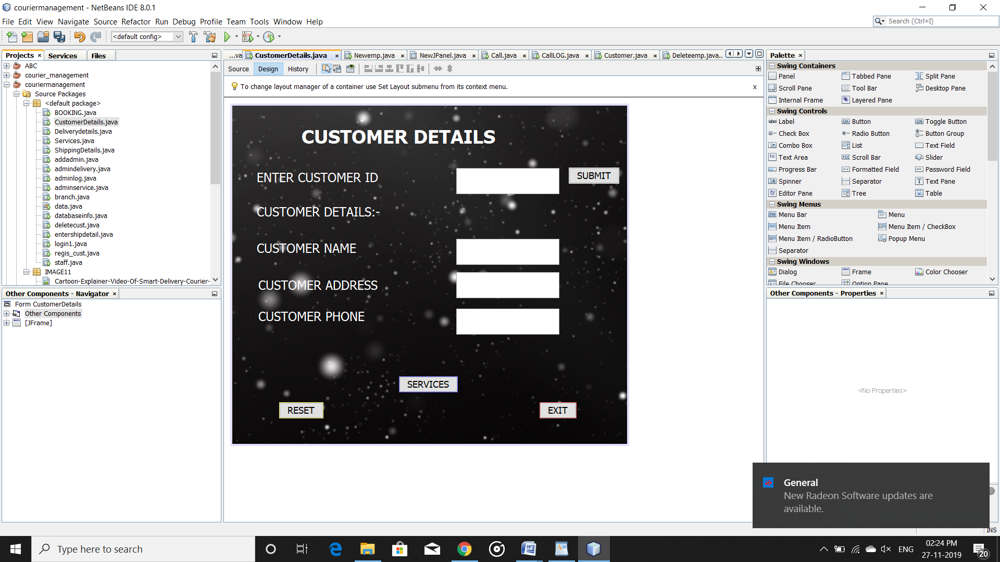 couriermanagement - NetBeans IDE 8.0.1
File Edit View Navigate Source Refactor Run Debug Profile Team Tools Window Help
Search (Ctrl+I)
<default config>
Projects × Services Files
ABC
courier_management
couriermanagement
Source Packages
<default package>
BOOKING.java
CustomerDetails.java
Deliverydetails.java
Services.java
ShippingDetails.java
addadmin.java
admindelivery.java
adminlog.java
adminservice.java
branch.java
data.java
databaseinfo.java
deletecust.java
entershipdetail.java
login1.java
regis_cust.java
staff.java
IMAGE11
Cartoon-Explainer-Video-Of-Smart-Delivery-Courier-
Other Components - Navigator ×
Form CustomerDetails
Other Components
[JFrame]
...va CustomerDetails.java × Newemp.java × NewJPanel.java × Call.java × CallLOG.java × Customer.java × Deleteemp.java...
Source Design History
To change layout manager of a container use Set Layout submenu from its context menu. x
CUSTOMER DETAILS
ENTER CUSTOMER ID SUBMIT
CUSTOMER DETAILS:-
CUSTOMER NAME
CUSTOMER ADDRESS
CUSTOMER PHONE
SERVICES
RESET EXIT
Palette ×
Swing Containers
Panel Tabbed Pane Split Pane
Scroll Pane Tool Bar Desktop Pane
Internal Frame Layered Pane
Swing Controls
label Label OK Button ON Toggle Button
Check Box Radio Button Button Group
Combo Box List Text Field
Text Area Scroll Bar Slider
Progress Bar Formatted Field Password Field
Spinner Separator Text Pane
Editor Pane Tree Table
Swing Menus
File Menu Bar Menu
Menu Item Menu Item / CheckBox
Menu Item / RadioButton Popup Menu
Separator
Swing Windows
Dialog Frame Color Chooser
File Chooser Option Pane
Other Components - Properties ×
<No Properties>
General
New Radeon Software updates are
available.
INS
Type here to search
ENG
02:24 PM
27-11-2019
20